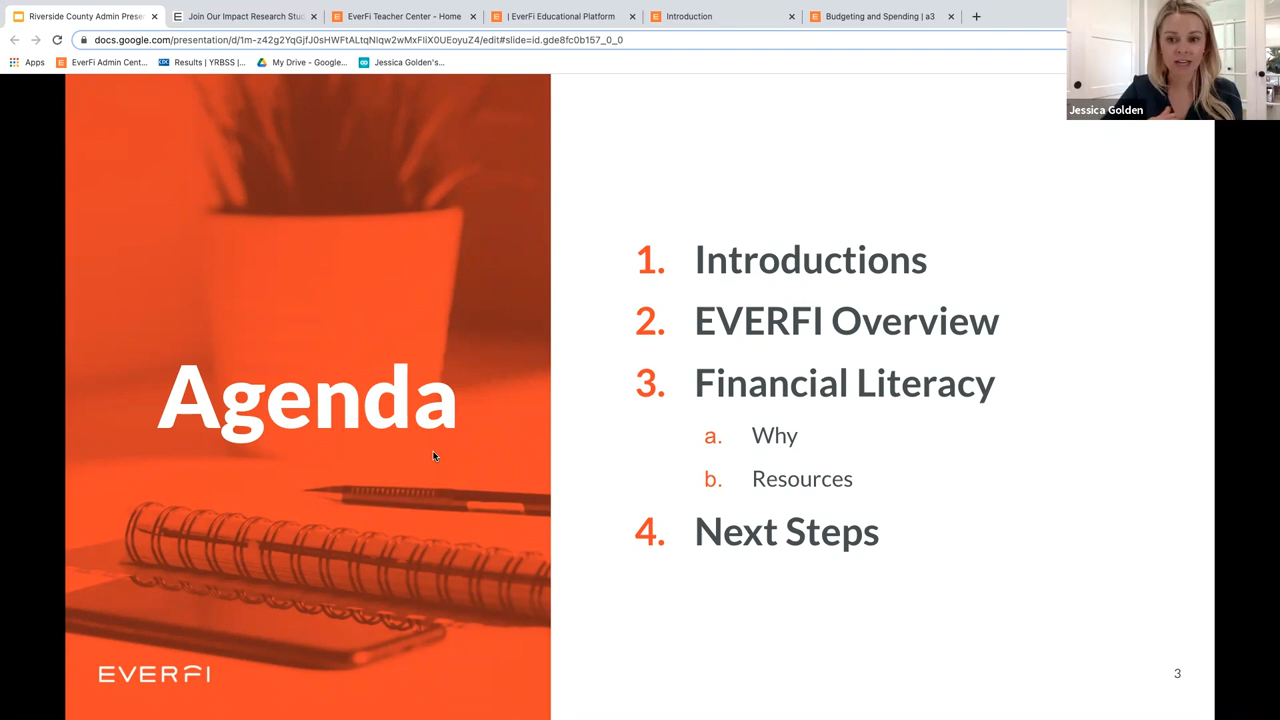 Riverside County Admin Prese
Join Our Impact Research Stud
EverFi Teacher Center - Home
| EverFi Educational Platform
Introduction
Budgeting and Spending | a3
docs.google.com/presentation/d/1m-z42g2YqGjfJ0sHWFtALtqNIqw2wMxFIiX0UEoyuZ4/edit#slide=id.gde8fc0b157_0_0
Apps
EverFi Admin Cent...
Results | YRBSS |...
My Drive - Google...
Jessica Golden's...
Jessica Golden
Agenda
1. Introductions
2. EVERFI Overview
3. Financial Literacy
a. Why
b. Resources
4. Next Steps
EVERFI
3